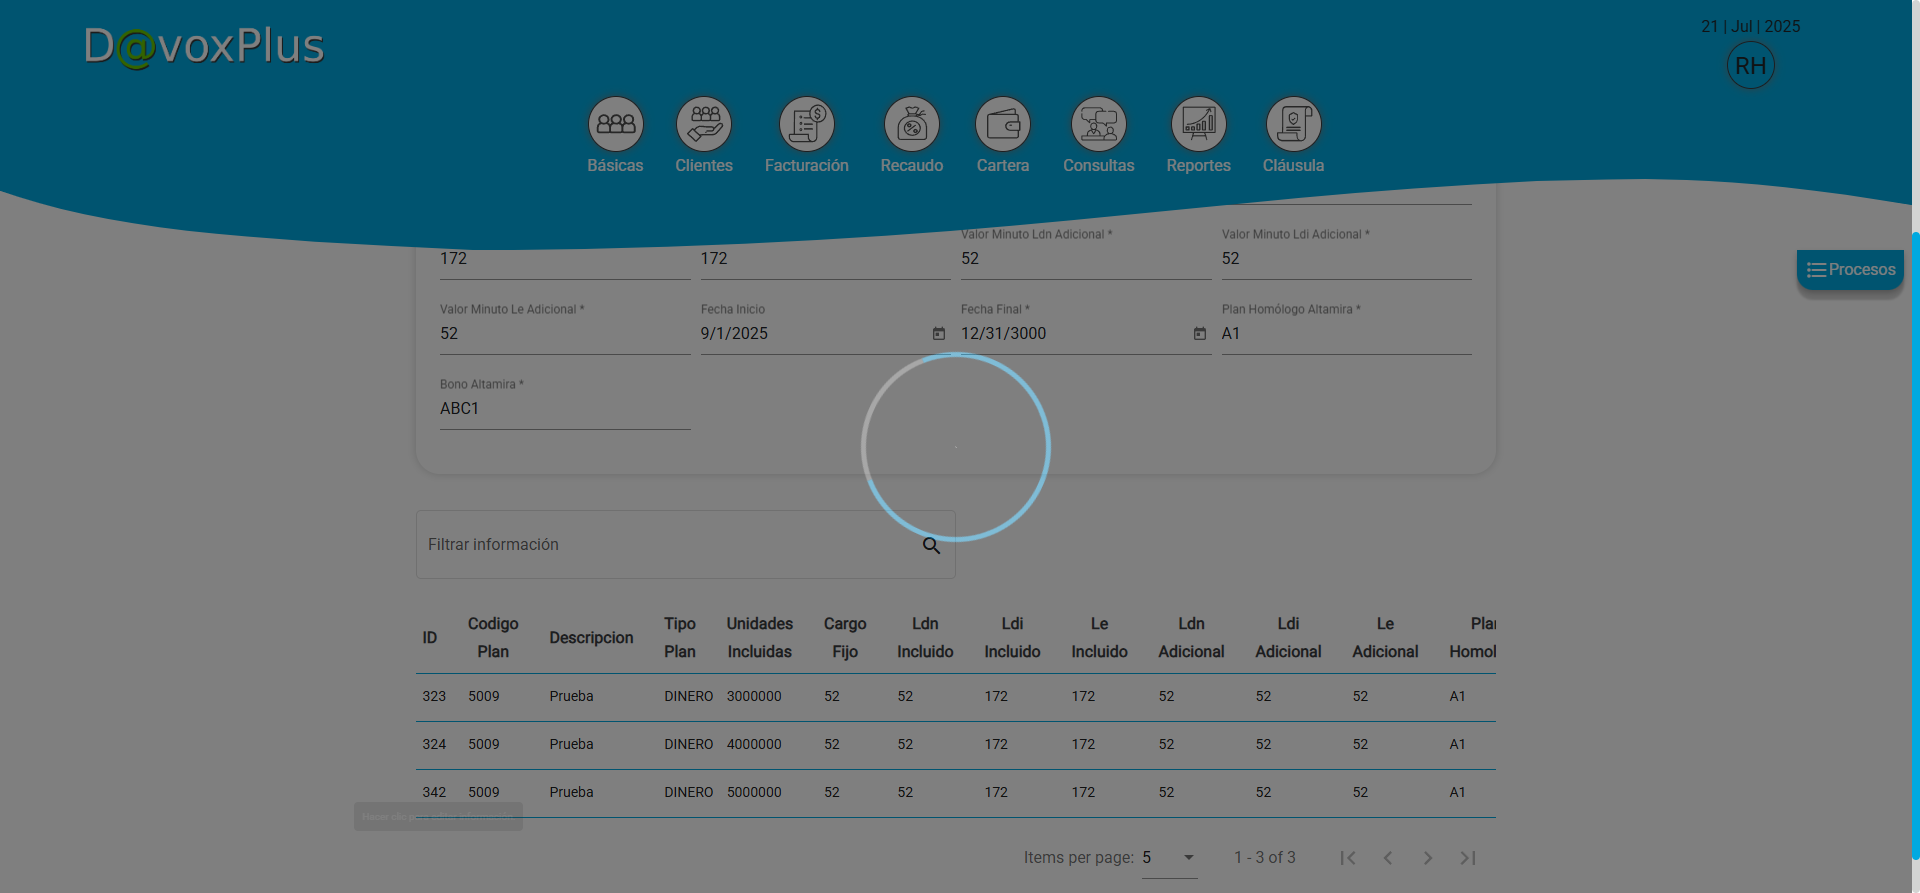 D@voxPlus
21 | Jul | 2025
RH
Básicas Clientes Facturación Recaudo Cartera Consultas Reportes Cláusula
Procesos
Valor Minuto Ldn Adicional * Valor Minuto Ldi Adicional *
172 172 52 52
Valor Minuto Le Adicional * Fecha Inicio Fecha Final * Plan Homólogo Altamira *
52 9/1/2025 12/31/3000 A1
Bono Altamira *
ABC1
Filtrar información
ID Codigo Plan Descripcion Tipo Plan Unidades Incluidas Cargo Fijo Ldn Incluido Ldi Incluido Le Incluido Ldn Adicional Ldi Adicional Le Adicional
323 5009 Prueba DINERO 3000000 52 52 172 172 52 52 52 A1
324 5009 Prueba DINERO 4000000 52 52 172 172 52 52 52 A1
342 5009 Prueba DINERO 5000000 52 52 172 172 52 52 52 A1
Hacer clic para editar información
Items per page: 5 1 - 3 of 3